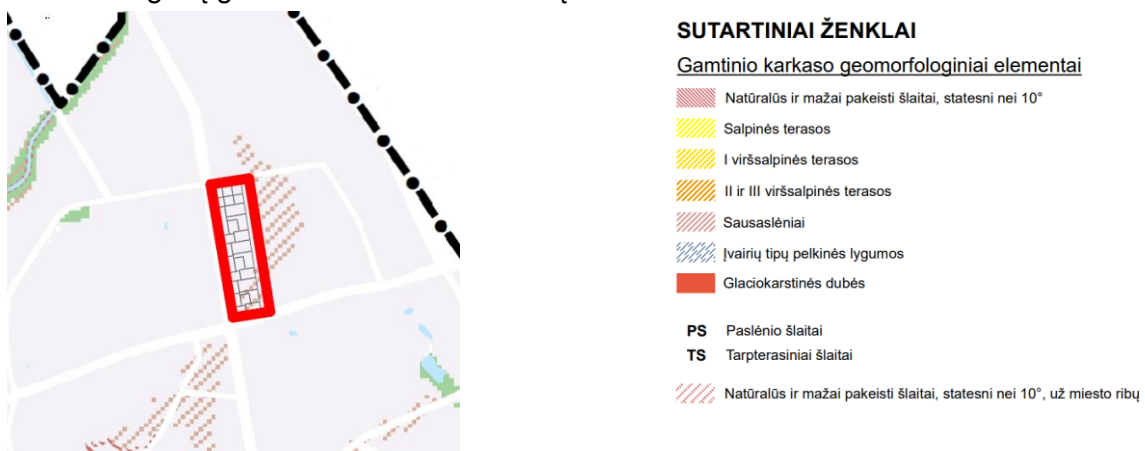 SUTARTINIAI ŽENKLAI
Gamtinio karkaso geomorfologiniai elementai
Natūralūs ir mažai pakeisti šlaitai, statesni nei 10°
Salpinės terasos
I viršsalpinės terasos
II ir III viršsalpinės terasos
Sausaslėniai
Įvairių tipų pelkinės lygumos
Glaciokarstinės dubės
PS Paslėnio šlaitai
TS Tarpterasiniai šlaitai
Natūralūs ir mažai pakeisti šlaitai, statesni nei 10°, už miesto ribų